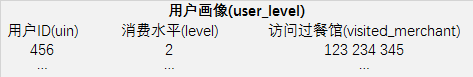 用户画像(user_level)
用户ID(uin) 消费水平(level) 访问过餐馆(visited_merchant)
456 2 123 234 345
... ... ...